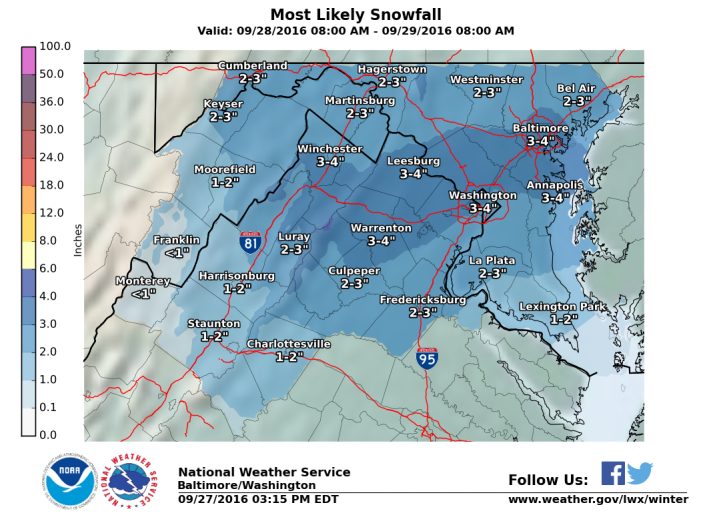 Most Likely Snowfall
Valid: 09/28/2016 08:00 AM - 09/29/2016 08:00 AM
100.0
50.0
36.0
30.0
24.0
18.0
12.0
8.0
6.0
4.0
3.0
2.0
1.0
0.1
0.0
Inches
Cumberland
2-3"
Hagerstown
2-3"
Westminster
2-3"
Bel Air
2-3"
Keyser
2-3"
Martinsburg
2-3"
Baltimore
3-4"
Winchester
3-4"
Leesburg
3-4"
Moorefield
1-2"
Annapolis
3-4"
Washington
3-4"
Franklin
<1"
81
Luray
2-3"
Warrenton
3-4"
La Plata
2-3"
Monterey
<1"
Harrisonburg
1-2"
Culpeper
2-3"
Fredericksburg
2-3"
Lexington Park
1-2"
Staunton
1-2"
Charlottesville
1-2"
95
NOAA
NATIONAL WEATHER SERVICE
National Weather Service
Baltimore/Washington
09/27/2016 03:15 PM EDT
Follow Us:
www.weather.gov/lwx/winter